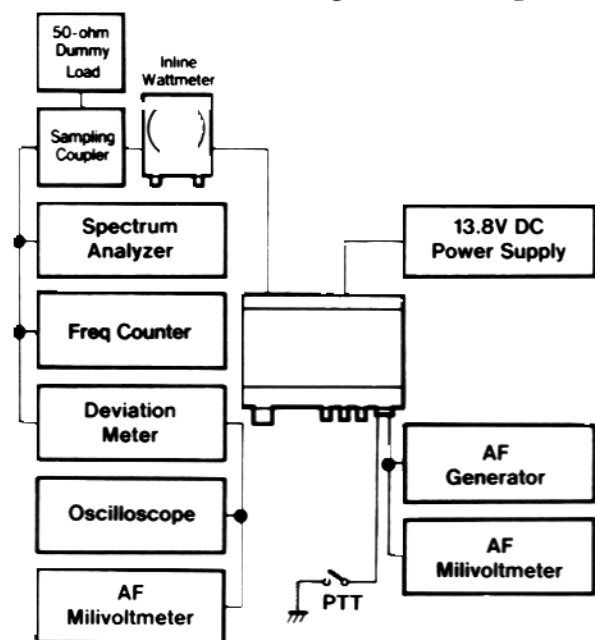 50-ohm
Dummy
Load
Inline
Wattmeter
Sampling
Coupler
Spectrum
Analyzer
13.8V DC
Power Supply
Freq Counter
Deviation
Meter
AF
Generator
Oscilloscope
AF
Milivoltmeter
PTT
AF
Milivoltmeter